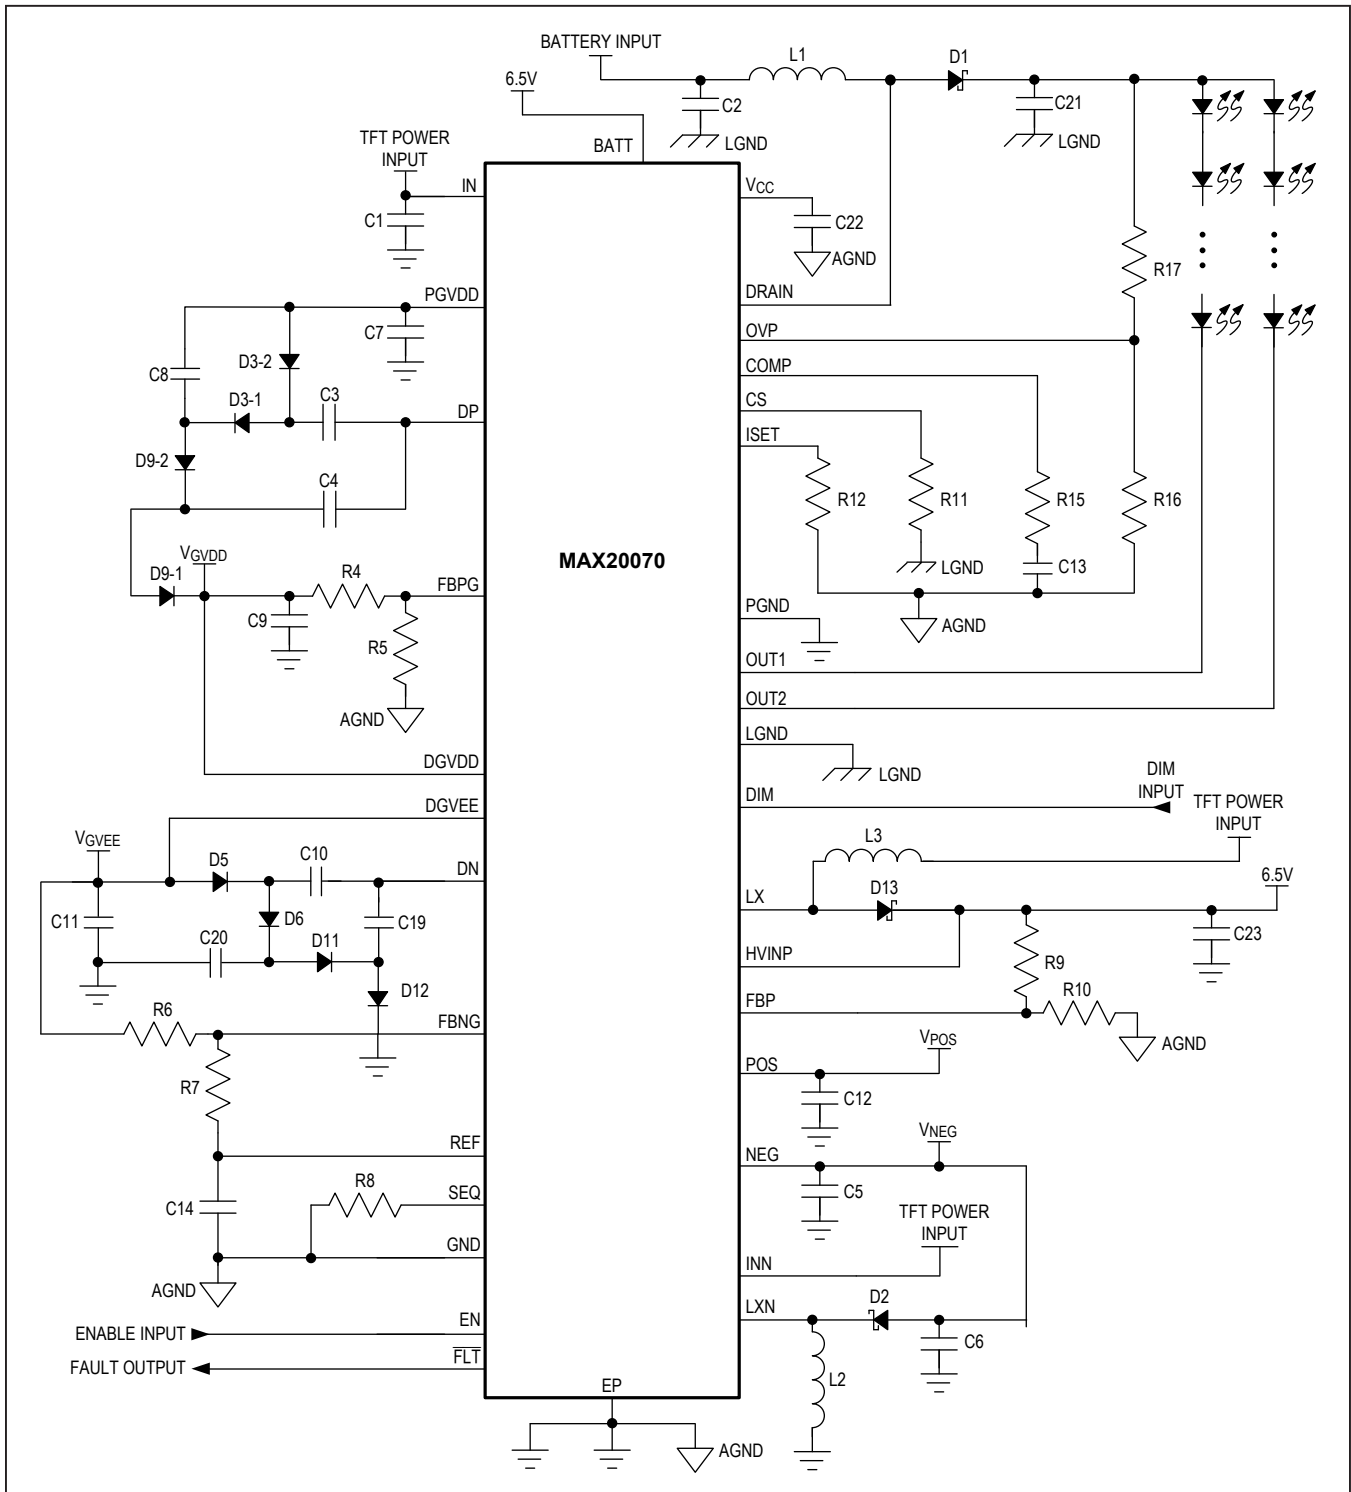 BATTERY INPUT
L1
D1
6.5V
C2
C21
LGND
LGND
BATT
TFT POWER
INPUT
IN
VCC
C1
C22
AGND
R17
DRAIN
PGVDD
C7
OVP
D3-2
C8
COMP
D3-1
C3
DP
CS
ISET
D9-2
C4
R12
R11
R15
R16
MAX20070
VGVDD
D9-1
R4
FBPG
LGND
C13
C9
R5
PGND
AGND
OUT1
AGND
OUT2
LGND
DGVDD
LGND
DIM
INPUT
DIM
TFT POWER
INPUT
DGVEE
VGVEE
L3
D5
C10
DN
6.5V
LX
D13
C11
D6
C19
C20
D11
C23
HVINP
R9
D12
R10
R6
FBNG
FBP
AGND
VPOS
R7
POS
C12
REF
VNEG
NEG
R8
SEQ
C5
C14
TFT POWER
INPUT
GND
INN
AGND
LXN
D2
EN
ENABLE INPUT
C6
FLT
FAULT OUTPUT
L2
EP
AGND